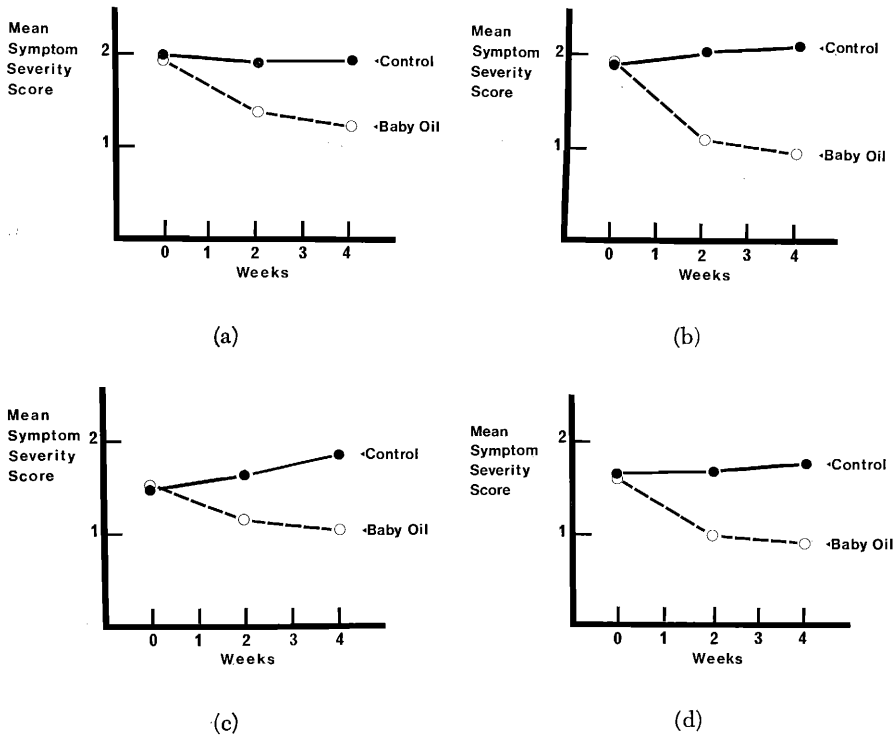 Mean
Symptom
Severity
Score
2
1
Control
Baby Oil
0 1 2 3 4
Weeks
(a)
Mean
Symptom
Severity
Score
2
1
Control
Baby Oil
0 1 2 3 4
Weeks
(b)
Mean
Symptom
Severity
Score
2
1
Control
Baby Oil
0 1 2 3 4
Weeks
(c)
Mean
Symptom
Severity
Score
2
1
Control
Baby Oil
0 1 2 3 4
Weeks
(d)